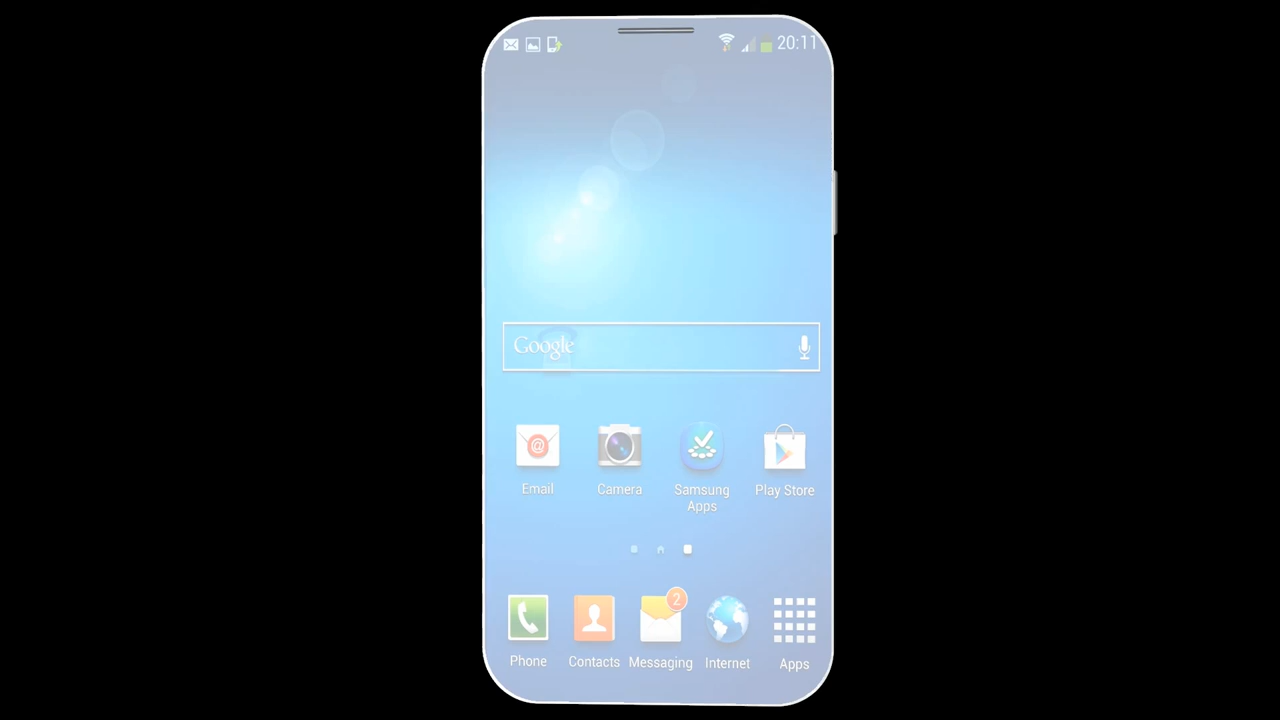 20:11
Google
@
Email
Camera
Samsung
Apps
Play Store
2
Phone
Contacts
Messaging
Internet
Apps